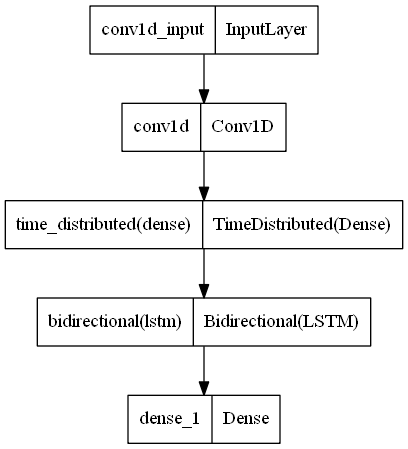 conv1d_input InputLayer
conv1d Conv1D
time_distributed(dense) TimeDistributed(Dense)
bidirectional(lstm) Bidirectional(LSTM)
dense_1 Dense